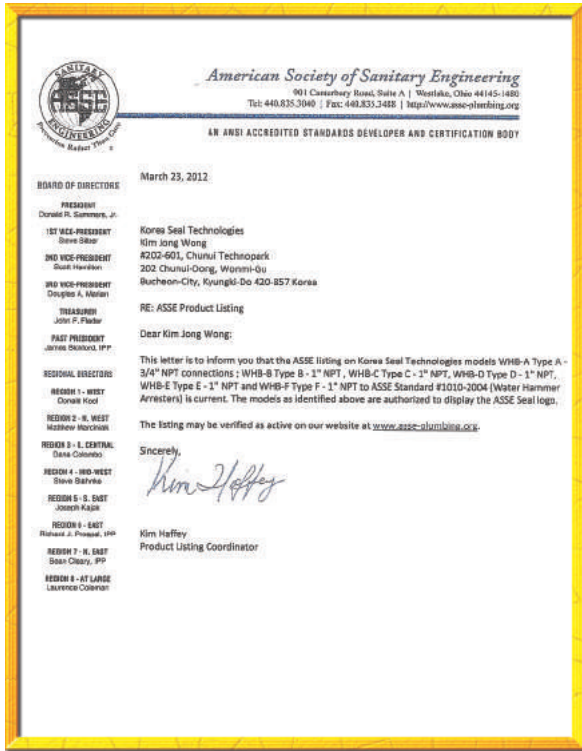 SANITARY
ASSE
ENGINEERING
Prevention Rather Than Cure
American Society of Sanitary Engineering
901 Canterbury Road, Suite A | Westlake, Ohio 44145-1480
Tel: 440.835.3040 | Fax: 440.835.3488 | http://www.asse-plumbing.org
AN ANSI ACCREDITED STANDARDS DEVELOPER AND CERTIFICATION BODY
BOARD OF DIRECTORS
PRESIDENT
Donald R. Summers, Jr.
1ST VICE-PRESIDENT
Steve
2ND VICE-PRESIDENT
Scott Hamilton
3RD VICE-PRESIDENT
Douglas A. Marian
TREASURER
John F.
PAST PRESIDENT
James Bickford, IPP
REGIONAL DIRECTORS
REGION 1 - WEST
Donald Kool
REGION 2 - N. WEST
Matthew Marciniak
REGION 3 - E. CENTRAL
Dana Colombo
REGION 4 - MID-WEST
Steve
REGION 5 - S. EAST
Joseph Kajak
REGION 6 - EAST
Richard J. Prospal, IPP
REGION 7 - N. EAST
Sean Cleary, IPP
REGION 8 - AT LARGE
Laurence Coleman
March 23, 2012
Korea Seal Technologies
Kim Jong Wong
#202-601, Chunui Technopark
202 Chunui-Dong, Wonmi-Gu
Bucheon-City, Kyungki-Do 420-857 Korea
RE: ASSE Product Listing
Dear Kim Jong Wong:
This letter is to inform you that the ASSE listing on Korea Seal Technologies models WHB-A Type A -
3/4" NPT connections ; WHB-B Type B - 1" NPT , WHB-C Type C - 1" NPT, WHB-D Type D - 1" NPT,
WHB-E Type E - 1" NPT and WHB-F Type F - 1" NPT to ASSE Standard #1010-2004 (Water Hammer
Arresters) is current. The models as identified above are authorized to display the ASSE Seal logo.
The listing may be verified as active on our website at www.asse-plumbing.org.
Sincerely,
Kim Haffey
Kim Haffey
Product Listing Coordinator